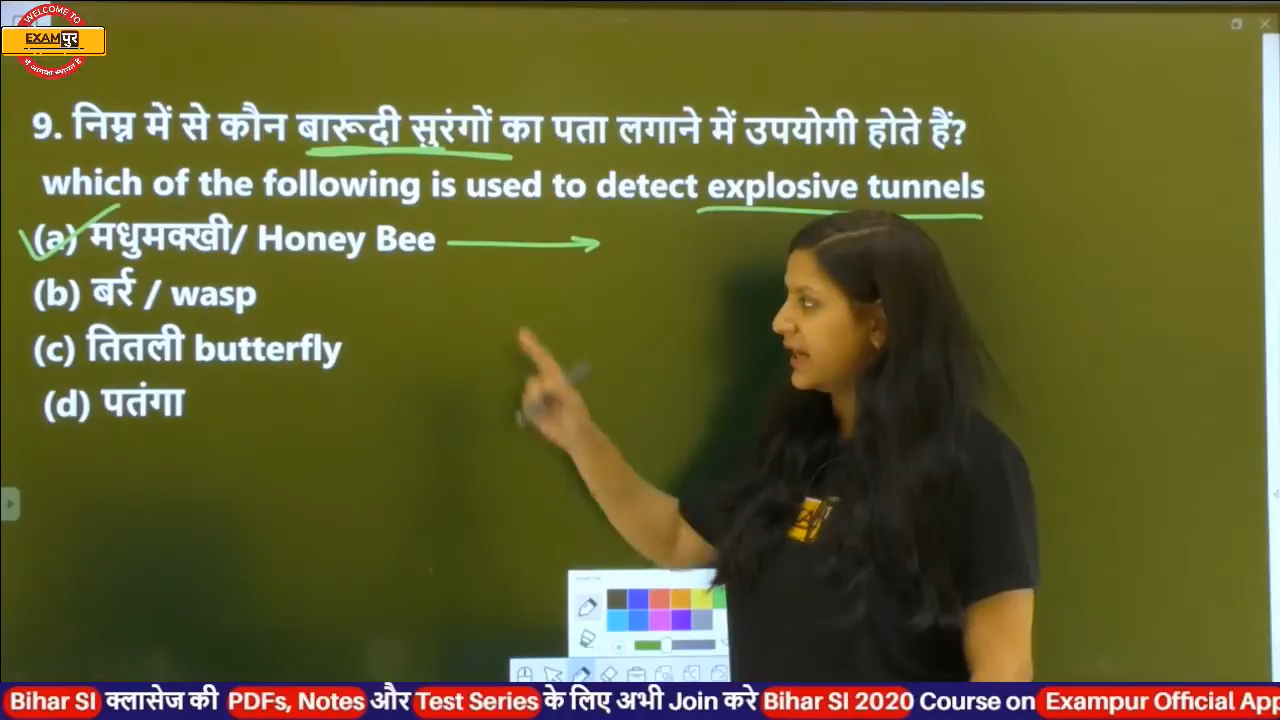 WELCOME TO
EXAMपुर
9. निम्न में से कौन बारूदी सुरंगों का पता लगाने में उपयोगी होते हैं?
which of the following is used to detect explosive tunnels
(a) मधुमक्खी/ Honey Bee
(b) बर्र / wasp
(c) तितली butterfly
(d) पतंगा
Bihar SI क्लासेज की PDFs, Notes और Test Series के लिए अभी Join करे Bihar SI 2020 Course on Exampur Official App